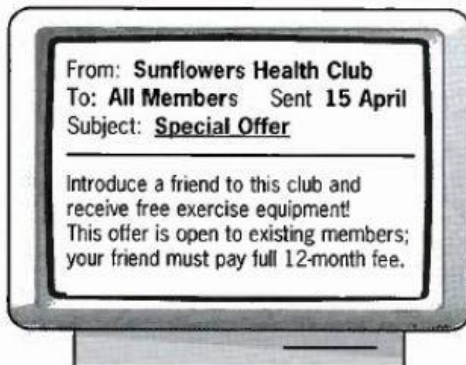 From: Sunflowers Health Club
To: All Members Sent 15 April
Subject: Special Offer
Introduce a friend to this club and
receive free exercise equipment!
This offer is open to existing members;
your friend must pay full 12-month fee.